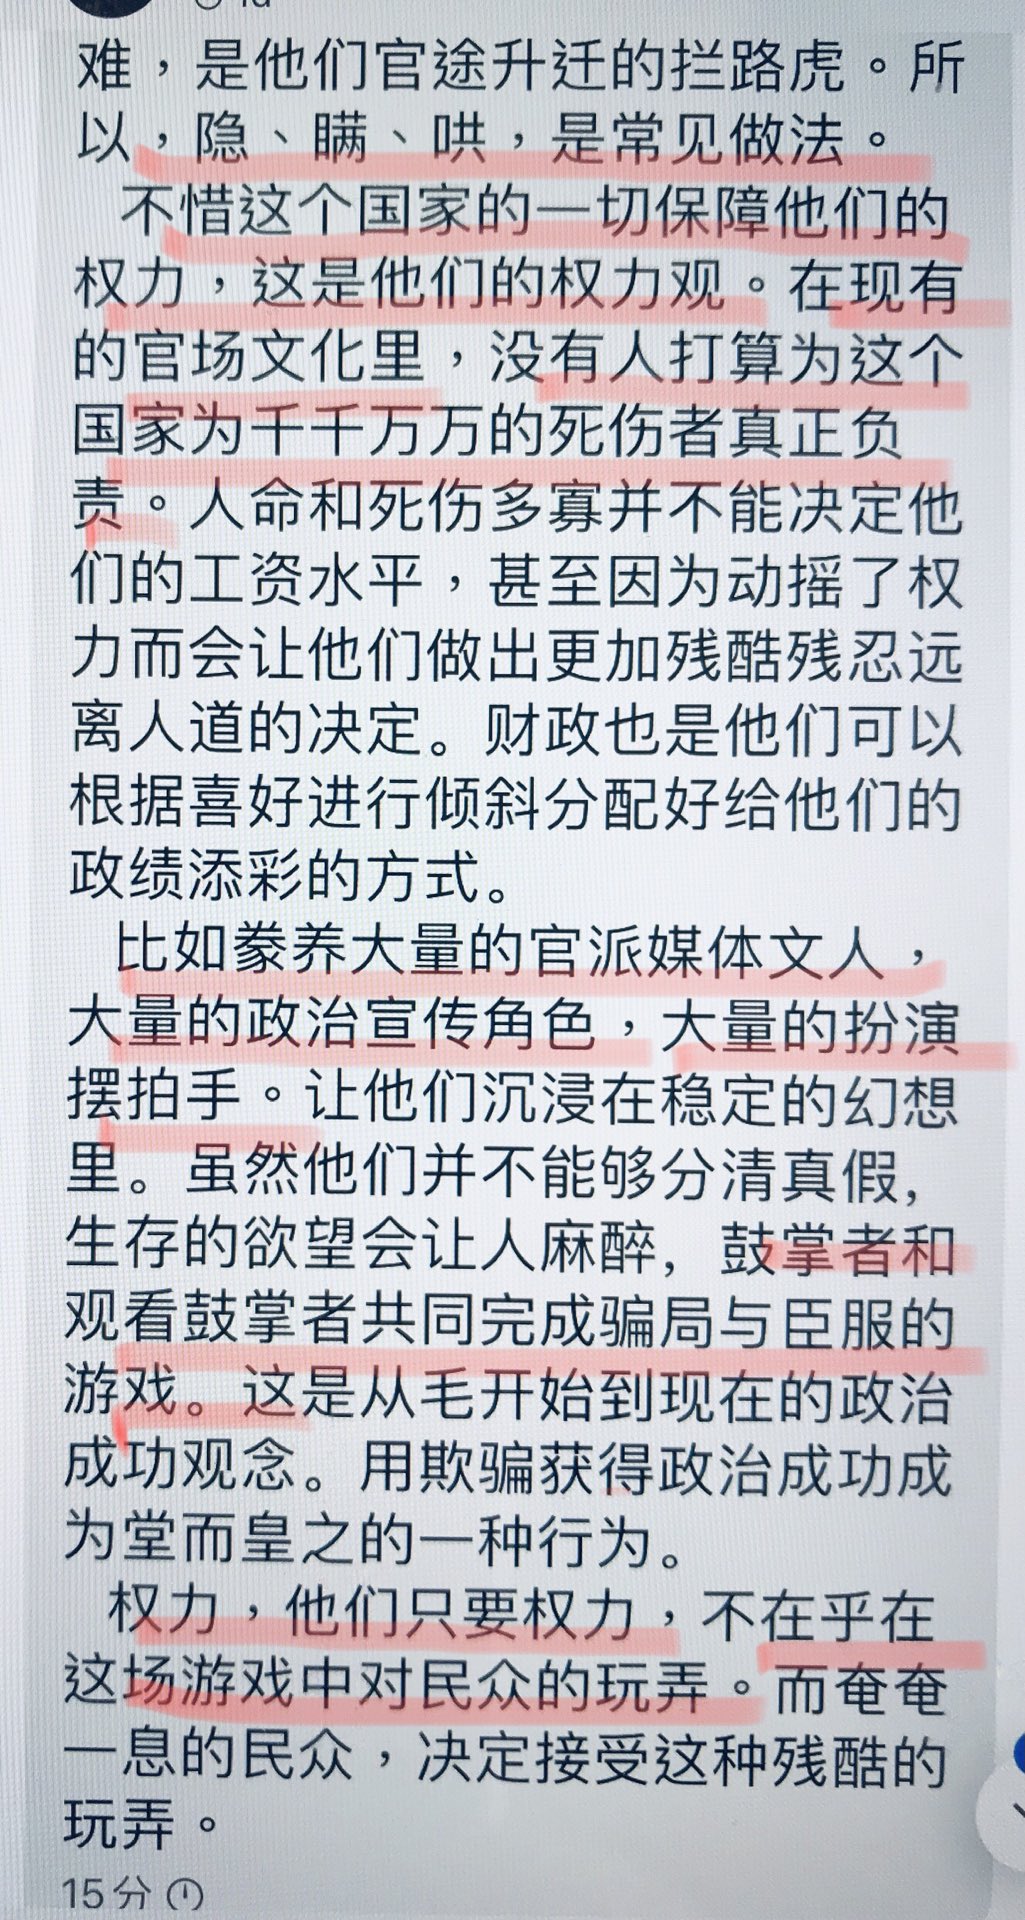 难，是他们官途升迁的拦路虎。所
以，隐、瞒、哄，是常见做法。
不惜这个国家的一切保障他们的
权力，这是他们的权力观。在现有
的官场文化里，没有人打算为这个
国家为千千万万的死伤者真正负
责。人命和死伤多寡并不能决定他
们的工资水平，甚至因为动摇了权
力而会让他们做出更加残酷残忍远
离人道的决定。财政也是他们可以
根据喜好进行倾斜分配好给他们的
政绩添彩的方式。
比如豢养大量的官派媒体文人，
大量的政治宣传角色，大量的扮演
摆拍手。让他们沉浸在稳定的幻想
里。虽然他们并不能够分清真假，
生存的欲望会让人麻醉，鼓掌者和
观看鼓掌者共同完成骗局与臣服的
游戏。这是从毛开始到现在的政治
成功观念。用欺骗获得政治成功成
为堂而皇之的一种行为。
权力，他们只要权力，不在乎在
这场游戏中对民众的玩弄。而奄奄
一息的民众，决定接受这种残酷的
玩弄。
15分